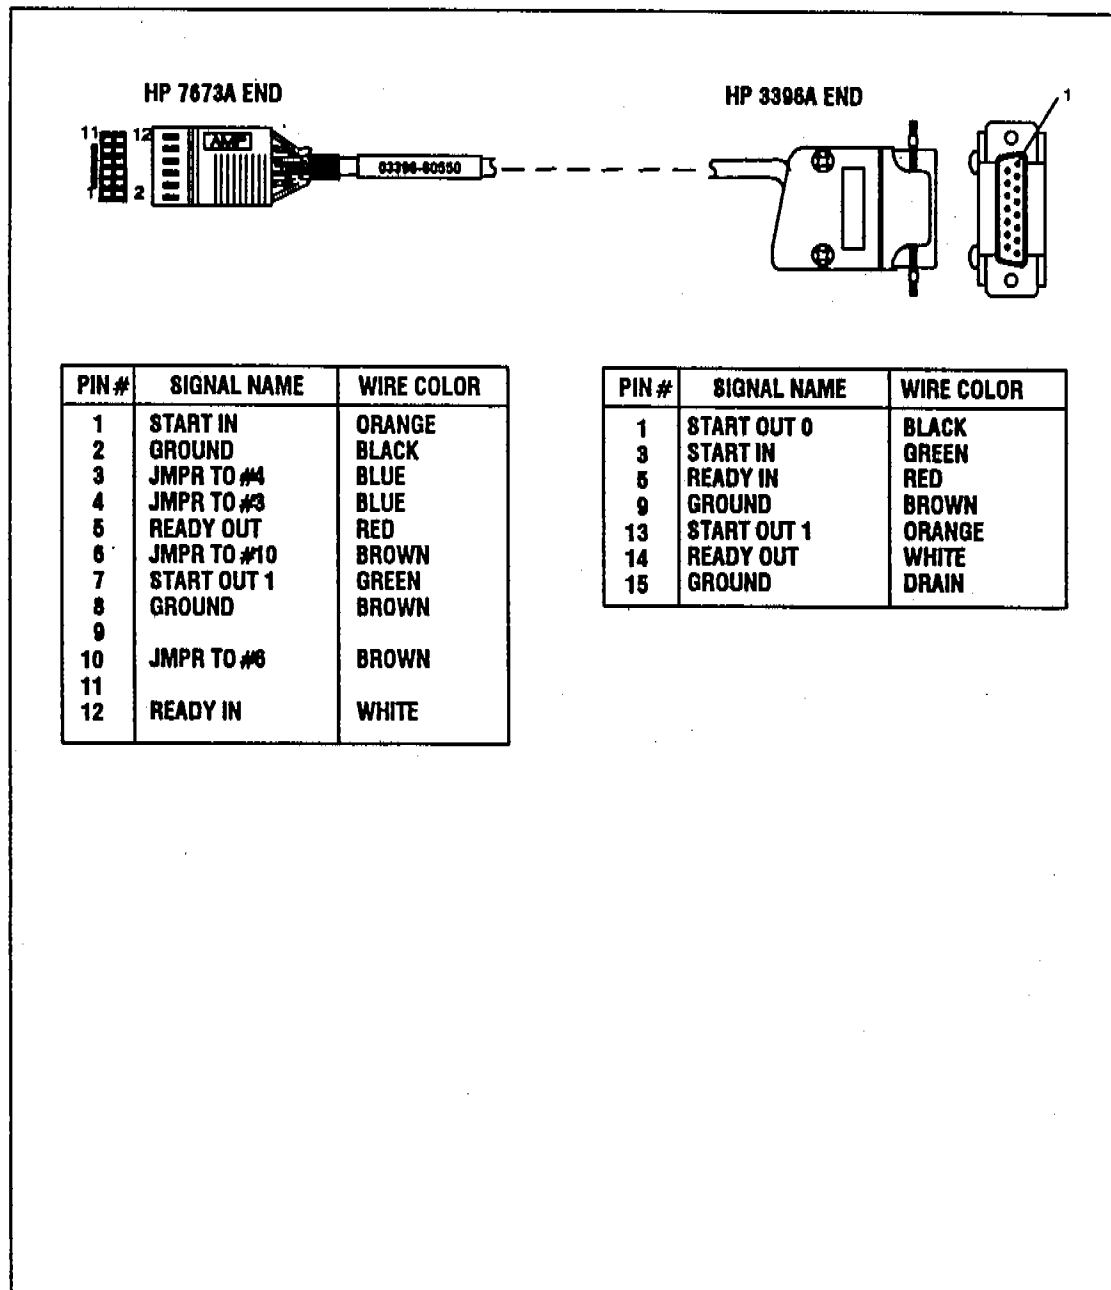 HP 7673A END
HP 3396A END
1
11
12
AMP
03396-60550
1
2
PIN # SIGNAL NAME WIRE COLOR
1 START IN ORANGE
2 GROUND BLACK
3 JMPR TO #4 BLUE
4 JMPR TO #3 BLUE
5 READY OUT RED
6 JMPR TO #10 BROWN
7 START OUT 1 GREEN
8 GROUND BROWN
9
10 JMPR TO #6 BROWN
11
12 READY IN WHITE
PIN # SIGNAL NAME WIRE COLOR
1 START OUT 0 BLACK
3 START IN GREEN
5 READY IN RED
9 GROUND BROWN
13 START OUT 1 ORANGE
14 READY OUT WHITE
15 GROUND DRAIN